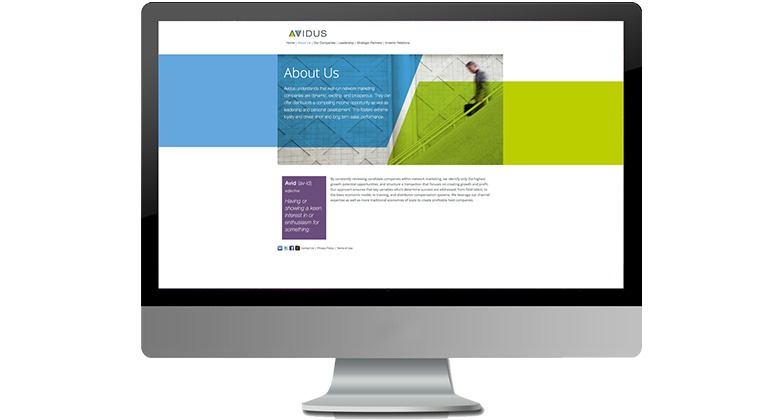 AVIDUS
Home | About Us | Our Companies | Leadership | Strategic Partners | Investor Relations
About Us
Avidus understands that well-run network marketing
companies are dynamic, exciting, and prosperous. They can
offer distributors a compelling income opportunity as well as
leadership and personal development. This fosters extreme
loyalty and drives short and long term sales performance.
Avid (av·id)
adjective
Having or
showing a keen
interest in or
enthusiasm for
something.
By constantly reviewing candidate companies within network marketing, we identify only the highest
growth potential opportunities, and structure a transaction that focuses on creating growth and profit.
Our approach ensures that key variables which determine success are addressed; from field talent, to
the basic economic model, to training, and distributor compensation systems. We leverage our channel
expertise as well as more traditional economies of scale to create profitable field companies.
Contact Us | Privacy Policy | Terms of Use